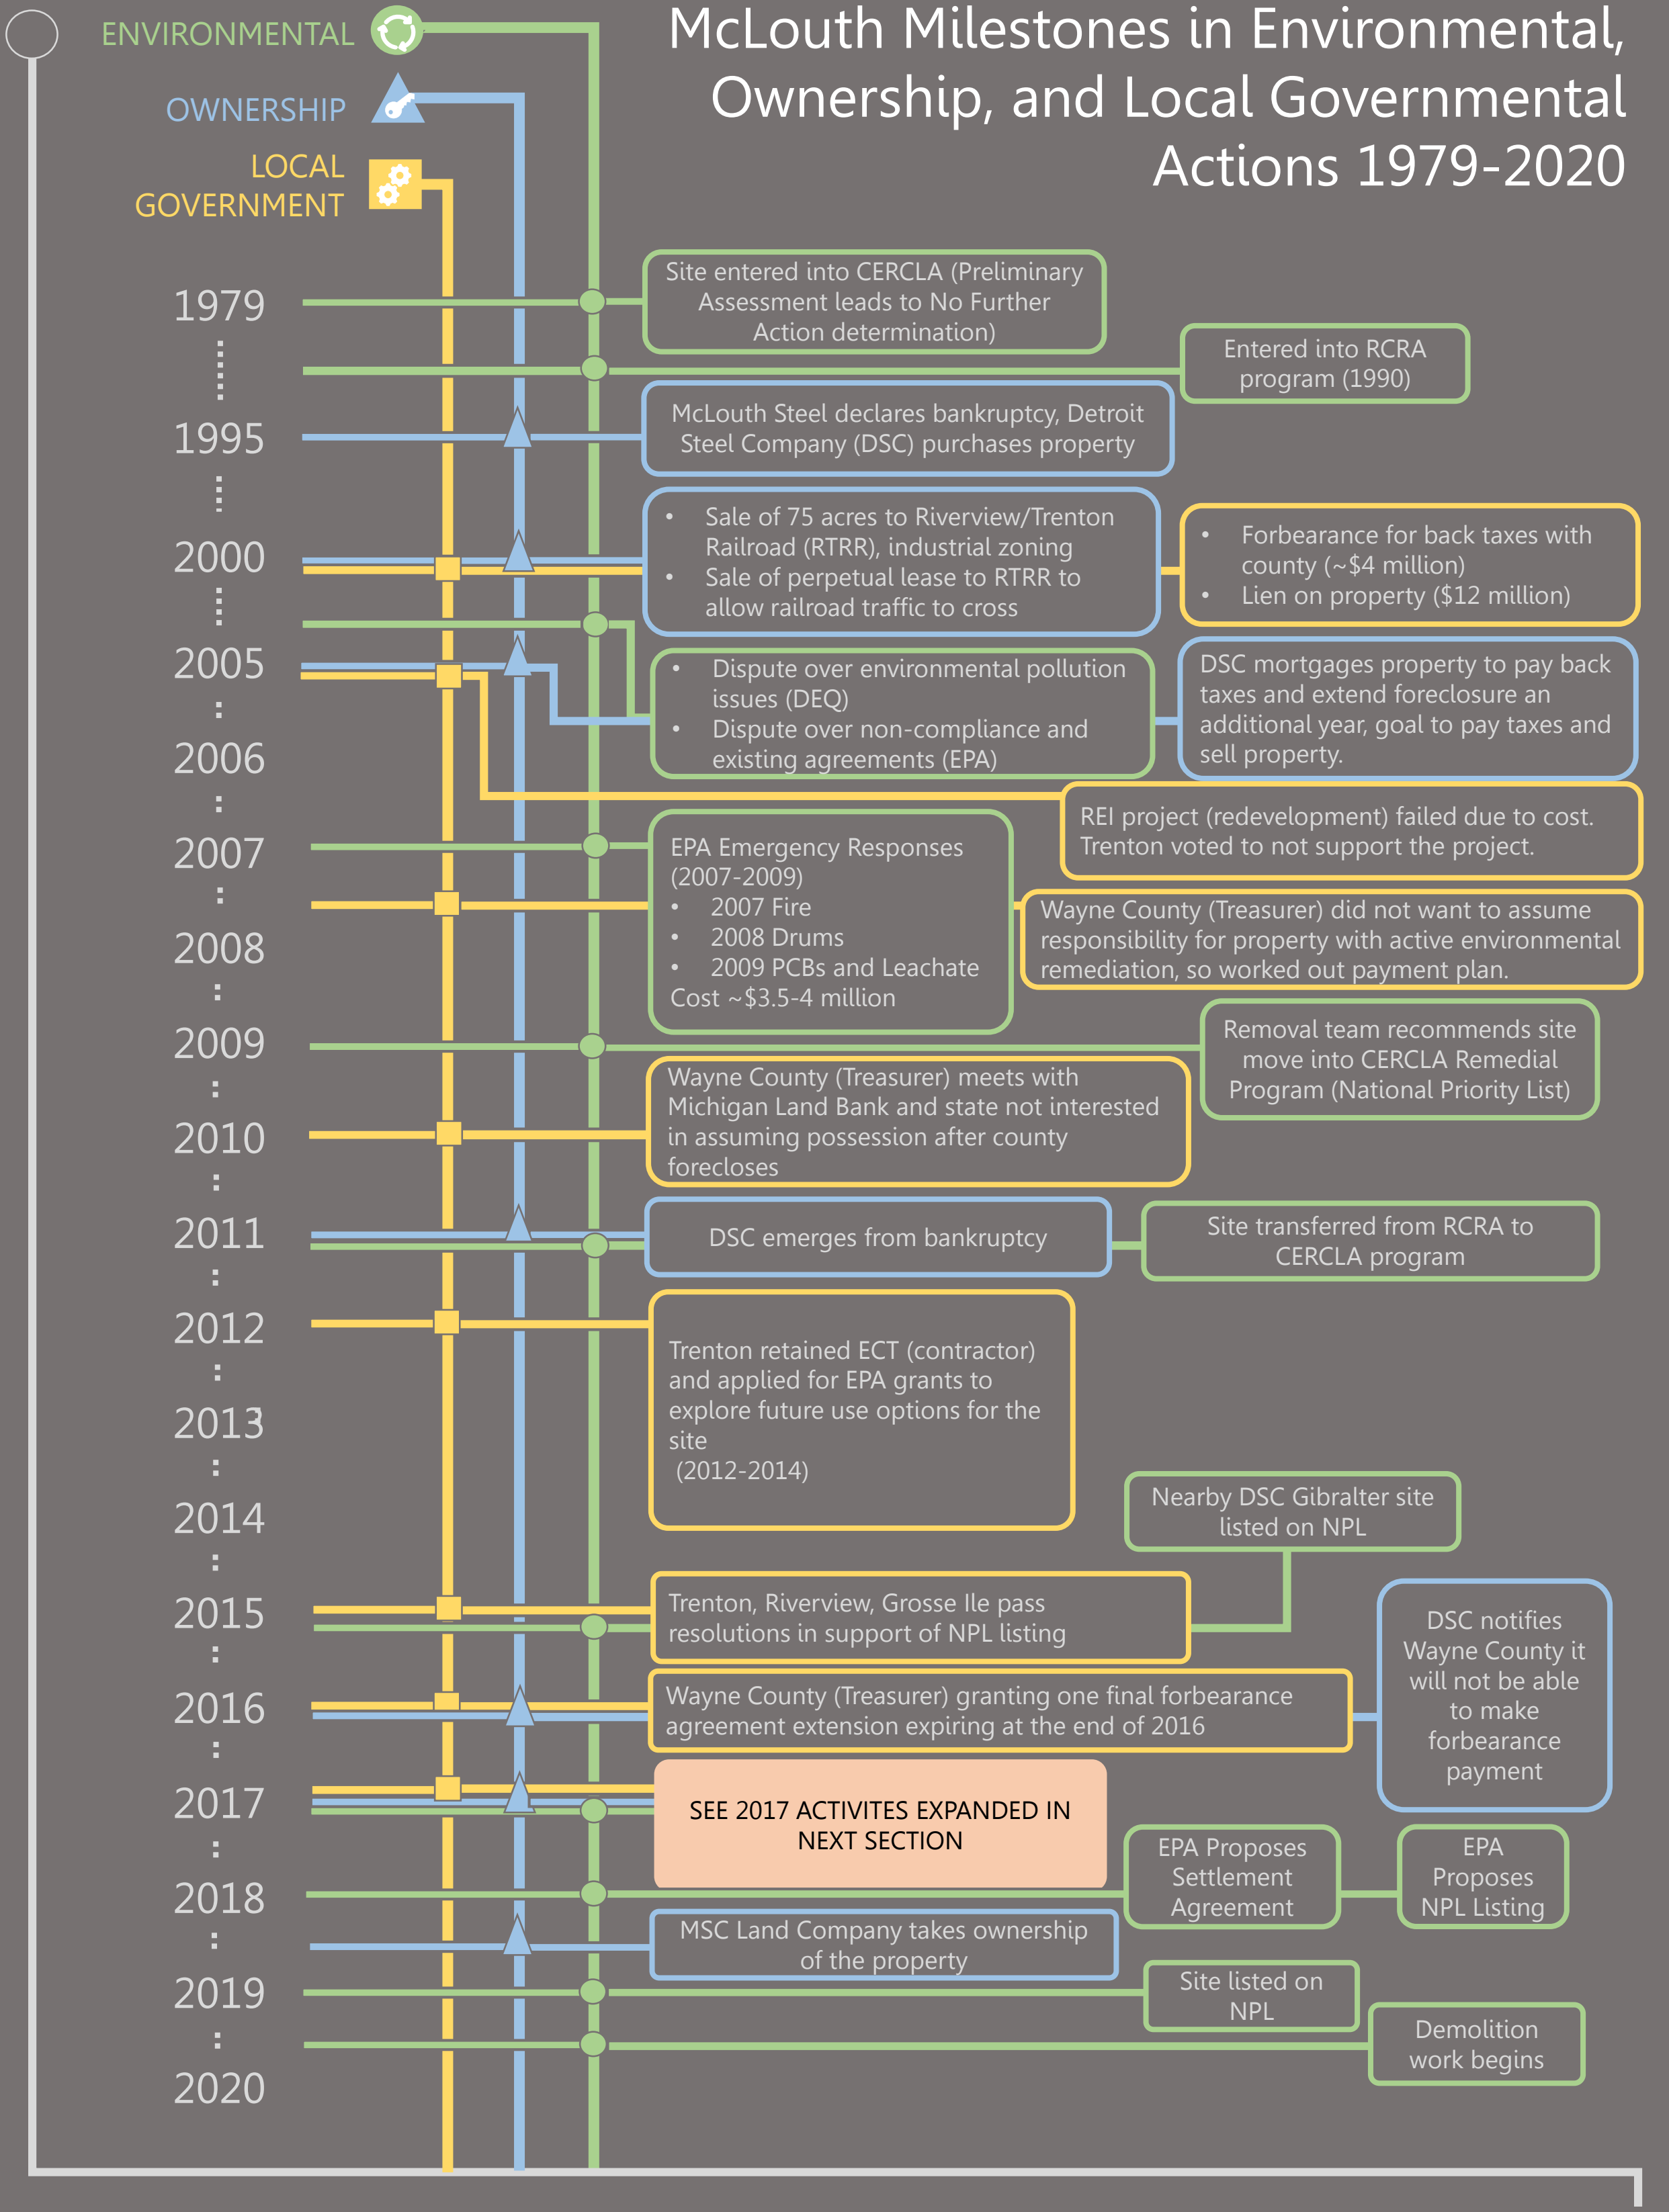 McLouth Milestones in Environmental,
Ownership, and Local Governmental
Actions 1979-2020
ENVIRONMENTAL
OWNERSHIP
LOCAL
GOVERNMENT
1979
Site entered into CERCLA (Preliminary
Assessment leads to No Further
Action determination)
Entered into RCRA
program (1990)
1995
McLouth Steel declares bankruptcy, Detroit
Steel Company (DSC) purchases property
2000
• Sale of 75 acres to Riverview/Trenton
Railroad (RTRR), industrial zoning
• Sale of perpetual lease to RTRR to
allow railroad traffic to cross
• Forbearance for back taxes with
county (~$4 million)
• Lien on property ($12 million)
2005
• Dispute over environmental pollution
issues (DEQ)
• Dispute over non-compliance and
existing agreements (EPA)
DSC mortgages property to pay back
taxes and extend foreclosure an
additional year, goal to pay taxes and
sell property.
2006
REI project (redevelopment) failed due to cost.
Trenton voted to not support the project.
2007
EPA Emergency Responses
(2007-2009)
• 2007 Fire
• 2008 Drums
• 2009 PCBs and Leachate
Cost ~$3.5-4 million
Wayne County (Treasurer) did not want to assume
responsibility for property with active environmental
remediation, so worked out payment plan.
2008
2009
Removal team recommends site
move into CERCLA Remedial
Program (National Priority List)
2010
Wayne County (Treasurer) meets with
Michigan Land Bank and state not interested
in assuming possession after county
forecloses
2011
DSC emerges from bankruptcy
Site transferred from RCRA to
CERCLA program
2012
Trenton retained ECT (contractor)
and applied for EPA grants to
explore future use options for the
site
(2012-2014)
2013
2014
Nearby DSC Gibralter site
listed on NPL
2015
Trenton, Riverview, Grosse Ile pass
resolutions in support of NPL listing
2016
Wayne County (Treasurer) granting one final forbearance
agreement extension expiring at the end of 2016
DSC notifies
Wayne County it
will not be able
to make
forbearance
payment
2017
SEE 2017 ACTIVITES EXPANDED IN
NEXT SECTION
2018
EPA Proposes
Settlement
Agreement
EPA
Proposes
NPL Listing
MSC Land Company takes ownership
of the property
2019
Site listed on
NPL
Demolition
work begins
2020